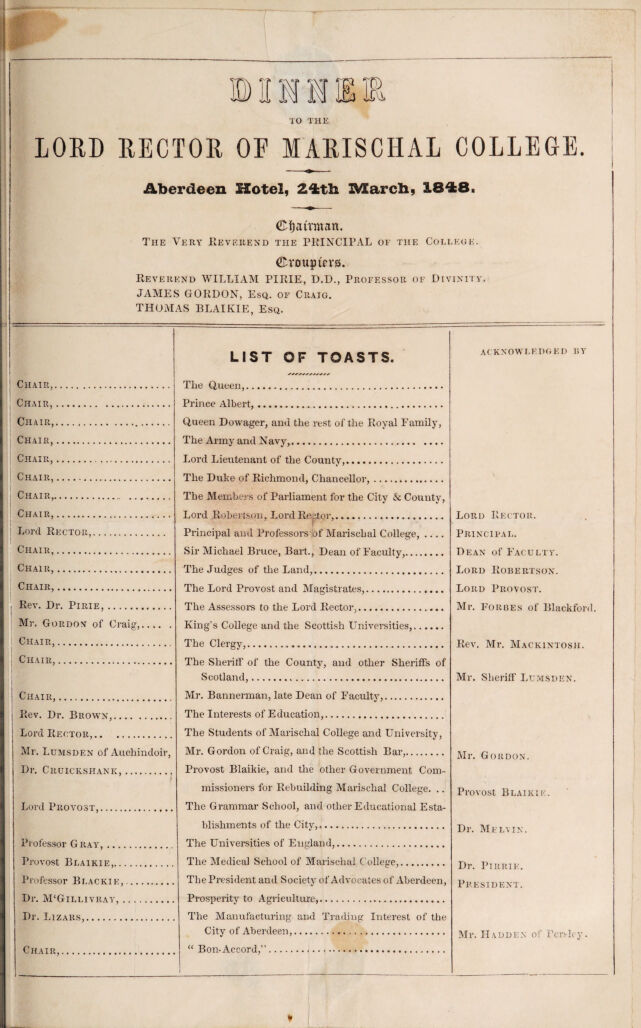 DINNER
TO THE
LORD RECTOR OF MARISCHAL COLLEGE.
Aberdeen Hotel, 24th March, 1848.
Chairman.
THE VERY REVEREND THE PRINCIPAL OF THE COLLEGE.
Croupiers.
REVEREND WILLIAM PIRIE, D.D., PROFESSOR OF DIVINITY.
JAMES GORDON, ESQ. OF CRAIG.
THOMAS BLAIKIE, ESQ.
LIST OF TOASTS. ACKNOWLEDGED BY
CHAIR,...................... The Queen,......................
CHAIR,...................... Prince Albert,......................
CHAIR,...................... Queen Dowager, and the rest of the Royal Family,
CHAIR,...................... The Army and Navy,......................
CHAIR,...................... Lord Lieutenant of the County,..................
CHAIR,...................... The Duke of Richmond, Chancellor,..............
CHAIR,...................... The Members of Parliament for the City & County,
CHAIR,...................... Lord Robertson, Lord Rector,.................... LORD RECTOR.
Lord RECTOR,.............. Principal and Professors of Marischal College, .... PRINCIPAL.
CHAIR,...................... Sir Michael Bruce, Bart., Dean of Faculty,........ DEAN of FACULTY.
CHAIR,...................... The Judges of the Land,........................ LORD ROBERTSON.
CHAIR,...................... The Lord Provost and Magistrates,............... LORD PROVOST.
Rev. Dr. PIRIE,............ The Assessors to the Lord Rector,................ Mr. FORBES of Blackford.
Mr. GORDON of Craig,..... King's College and the Scottish Universities,......
CHAIR,...................... The Clergy,...................... Rev. Mr. MACKINTOSH.
CHAIR,...................... The Sheriff of the County, and other Sheriffs of
Scotland,...................... Mr. Sheriff LUMSDEN.
CHAIR,...................... Mr. Bannerman, late Dean of Faculty,...........
Rev. Dr. BROWN,........... The Interests of Education,......................
Lord RECTOR,.............. The Students of Marischal College and University,
Mr. LUMSDEN of Auchindoir, Mr. Gordon of Craig, and the Scottish Bar,........ Mr. GORDON.
Dr. CRUICKSHANK,.......... Provost Blaikie, and the other Government Com-
missioners for Rebuilding Marischal College. ... Provost BLAIKIE.
Lord PROVOST,.............. The Grammar School, and other Educational Esta-
blishments of the City,...................... Dr. MELVIN.
Professor GRAY,............ The Universities of England,....................
Provost BLAIKIE,........... The Medical School of Marischal College,......... Dr. PIRRIE.
Professor BLACKIE,......... The President and Society of Advocates of Aberdeen, PRESIDENT.
Dr. M'GILLIVRAY,.......... Prosperity to Agriculture,......................
Dr. LIZARS,................. The Manufacturing and Trading Interest of the
City of Aberdeen,...................... Mr. HADDEN of Persley.
CHAIR,...................... "Bon-Accord,"......................